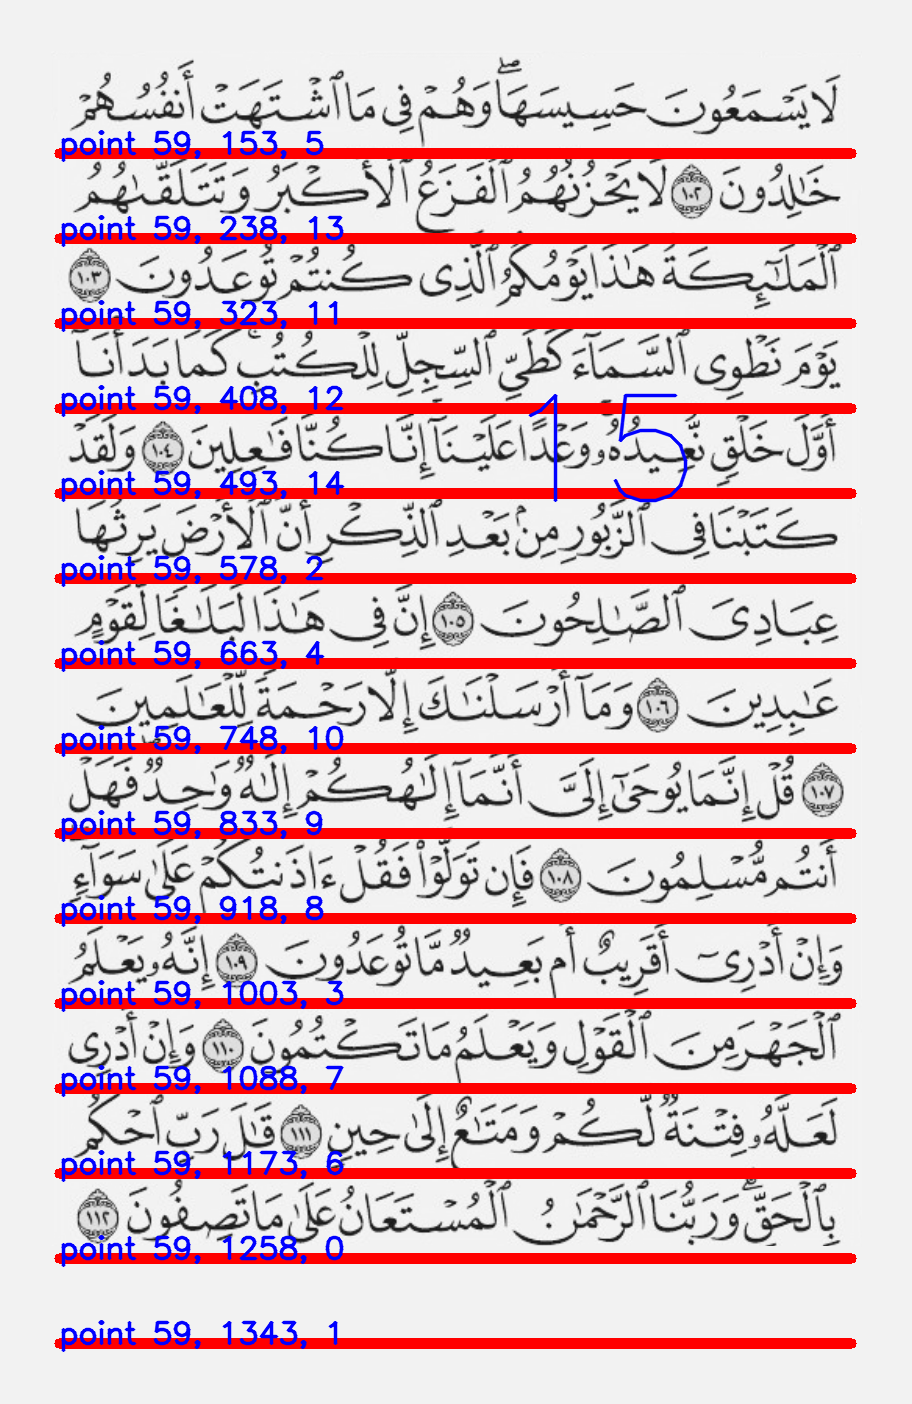 لَا يَسْمَعُونَ حَسِيسَهَا ۖ وَهُمْ فِى مَا ٱشْتَهَتْ أَنفُسُهُمْ
point 59, 153, 5
خَـٰلِدُونَ ١٠٢ لَا يَحْزُنُهُمُ ٱلْفَزَعُ ٱلْأَكْبَرُ وَتَتَلَقَّىٰهُمُ
point 59, 238, 13
ٱلْمَلَـٰٓئِكَةُ هَـٰذَا يَوْمُكُمُ ٱلَّذِى كُنتُمْ تُوعَدُونَ ١٠٣
point 59, 323, 11
يَوْمَ نَطْوِى ٱلسَّمَآءَ كَطَىِّ ٱلسِّجِلِّ لِلْكُتُبِ ۚ كَمَا بَدَأْنَآ
point 59, 408, 12
15
أَوَّلَ خَلْقٍ نُّعِيدُهُۥ ۚ وَعْدًا عَلَيْنَآ ۚ إِنَّا كُنَّا فَـٰعِلِينَ ١٠٤ وَلَقَدْ
point 59, 493, 14
كَتَبْنَا فِى ٱلزَّبُورِ مِنۢ بَعْدِ ٱلذِّكْرِ أَنَّ ٱلْأَرْضَ يَرِثُهَا
point 59, 578, 2
عِبَادِىَ ٱلصَّـٰلِحُونَ ١٠٥ إِنَّ فِى هَـٰذَا لَبَلَـٰغًا لِّقَوْمٍ
point 59, 663, 4
عَـٰبِدِينَ ١٠٦ وَمَآ أَرْسَلْنَـٰكَ إِلَّا رَحْمَةً لِّلْعَـٰلَمِينَ
point 59, 748, 10
١٠٧ قُلْ إِنَّمَا يُوحَىٰٓ إِلَىَّ أَنَّمَآ إِلَـٰهُكُمْ إِلَـٰهٌ وَٰحِدٌ ۖ فَهَلْ
point 59, 833, 9
أَنتُم مُّسْلِمُونَ ١٠٨ فَإِن تَوَلَّوْا۟ فَقُلْ ءَاذَنتُكُمْ عَلَىٰ سَوَآءٍ
point 59, 918, 8
وَإِنْ أَدْرِىٓ أَقَرِيبٌ أَم بَعِيدٌ مَّا تُوعَدُونَ ١٠٩ إِنَّهُۥ يَعْلَمُ
point 59, 1003, 3
ٱلْجَهْرَ مِنَ ٱلْقَوْلِ وَيَعْلَمُ مَا تَكْتُمُونَ ١١٠ وَإِنْ أَدْرِى
point 59, 1088, 7
لَعَلَّهُۥ فِتْنَةٌ لَّكُمْ وَمَتَـٰعٌ إِلَىٰ حِينٍ ١١١ قَـٰلَ رَبِّ ٱحْكُم
point 59, 1173, 6
بِٱلْحَقِّ ۗ وَرَبُّنَا ٱلرَّحْمَـٰنُ ٱلْمُسْتَعَانُ عَلَىٰ مَا تَصِفُونَ ١١٢
point 59, 1258, 0
point 59, 1343, 1